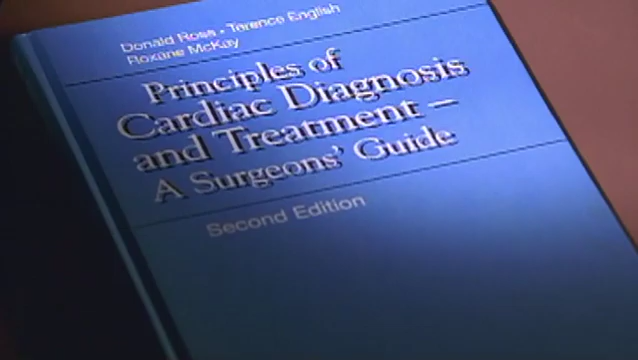 Donald Ross • Terence English
Roxane McKay
Principles of
Cardiac Diagnosis
and Treatment –
A Surgeons' Guide
Second Edition